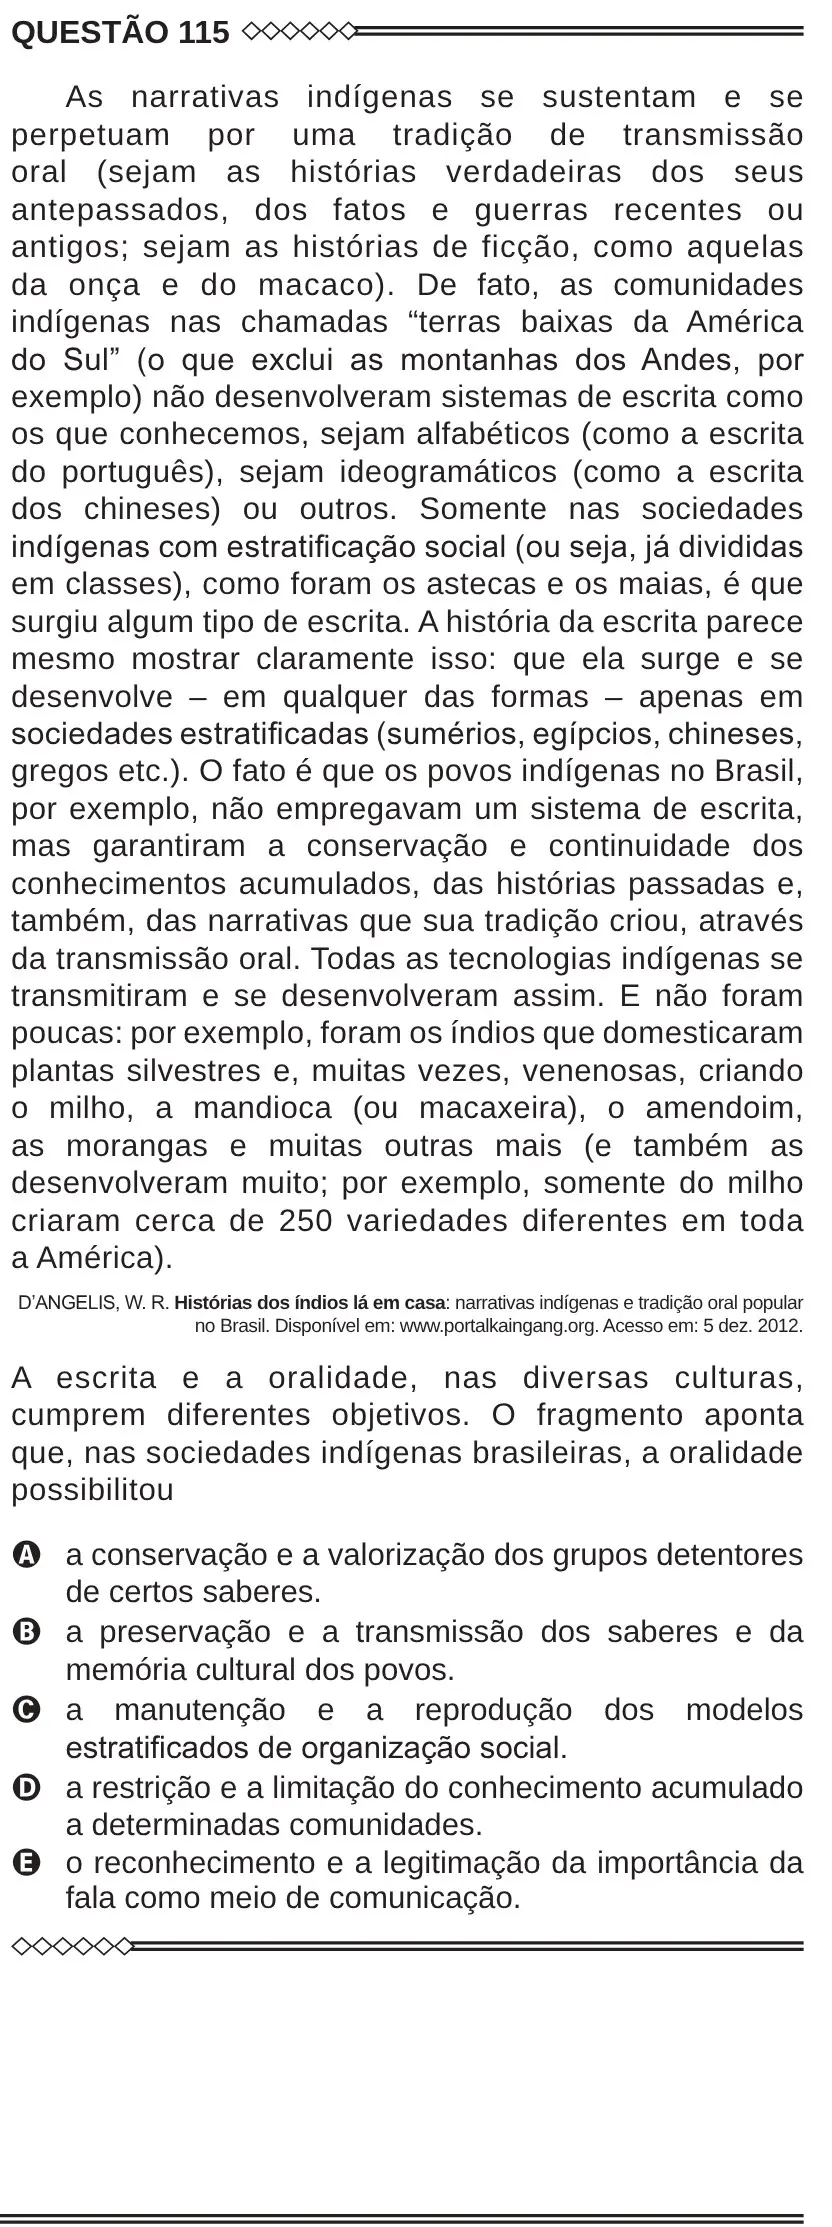 QUESTÃO 115
As narrativas indígenas se sustentam e se
perpetuam por uma tradição de transmissão
oral (sejam as histórias verdadeiras dos seus
antepassados, dos fatos e guerras recentes ou
antigos; sejam as histórias de ficção, como aquelas
da onça e do macaco). De fato, as comunidades
indígenas nas chamadas “terras baixas da América
do Sul” (o que exclui as montanhas dos Andes, por
exemplo) não desenvolveram sistemas de escrita como
os que conhecemos, sejam alfabéticos (como a escrita
do português), sejam ideogramáticos (como a escrita
dos chineses) ou outros. Somente nas sociedades
indígenas com estratificação social (ou seja, já divididas
em classes), como foram os astecas e os maias, é que
surgiu algum tipo de escrita. A história da escrita parece
mesmo mostrar claramente isso: que ela surge e se
desenvolve – em qualquer das formas – apenas em
sociedades estratificadas (sumérios, egípcios, chineses,
gregos etc.). O fato é que os povos indígenas no Brasil,
por exemplo, não empregavam um sistema de escrita,
mas garantiram a conservação e continuidade dos
conhecimentos acumulados, das histórias passadas e,
também, das narrativas que sua tradição criou, através
da transmissão oral. Todas as tecnologias indígenas se
transmitiram e se desenvolveram assim. E não foram
poucas: por exemplo, foram os índios que domesticaram
plantas silvestres e, muitas vezes, venenosas, criando
o milho, a mandioca (ou macaxeira), o amendoim,
as morangas e muitas outras mais (e também as
desenvolveram muito; por exemplo, somente do milho
criaram cerca de 250 variedades diferentes em toda
a América).
D’ANGELIS, W. R. Histórias dos índios lá em casa: narrativas indígenas e tradição oral popular
no Brasil. Disponível em: www.portalkaingang.org. Acesso em: 5 dez. 2012.
A escrita e a oralidade, nas diversas culturas,
cumprem diferentes objetivos. O fragmento aponta
que, nas sociedades indígenas brasileiras, a oralidade
possibilitou
A a conservação e a valorização dos grupos detentores
de certos saberes.
B a preservação e a transmissão dos saberes e da
memória cultural dos povos.
C a manutenção e a reprodução dos modelos
estratificados de organização social.
D a restrição e a limitação do conhecimento acumulado
a determinadas comunidades.
E o reconhecimento e a legitimação da importância da
fala como meio de comunicação.